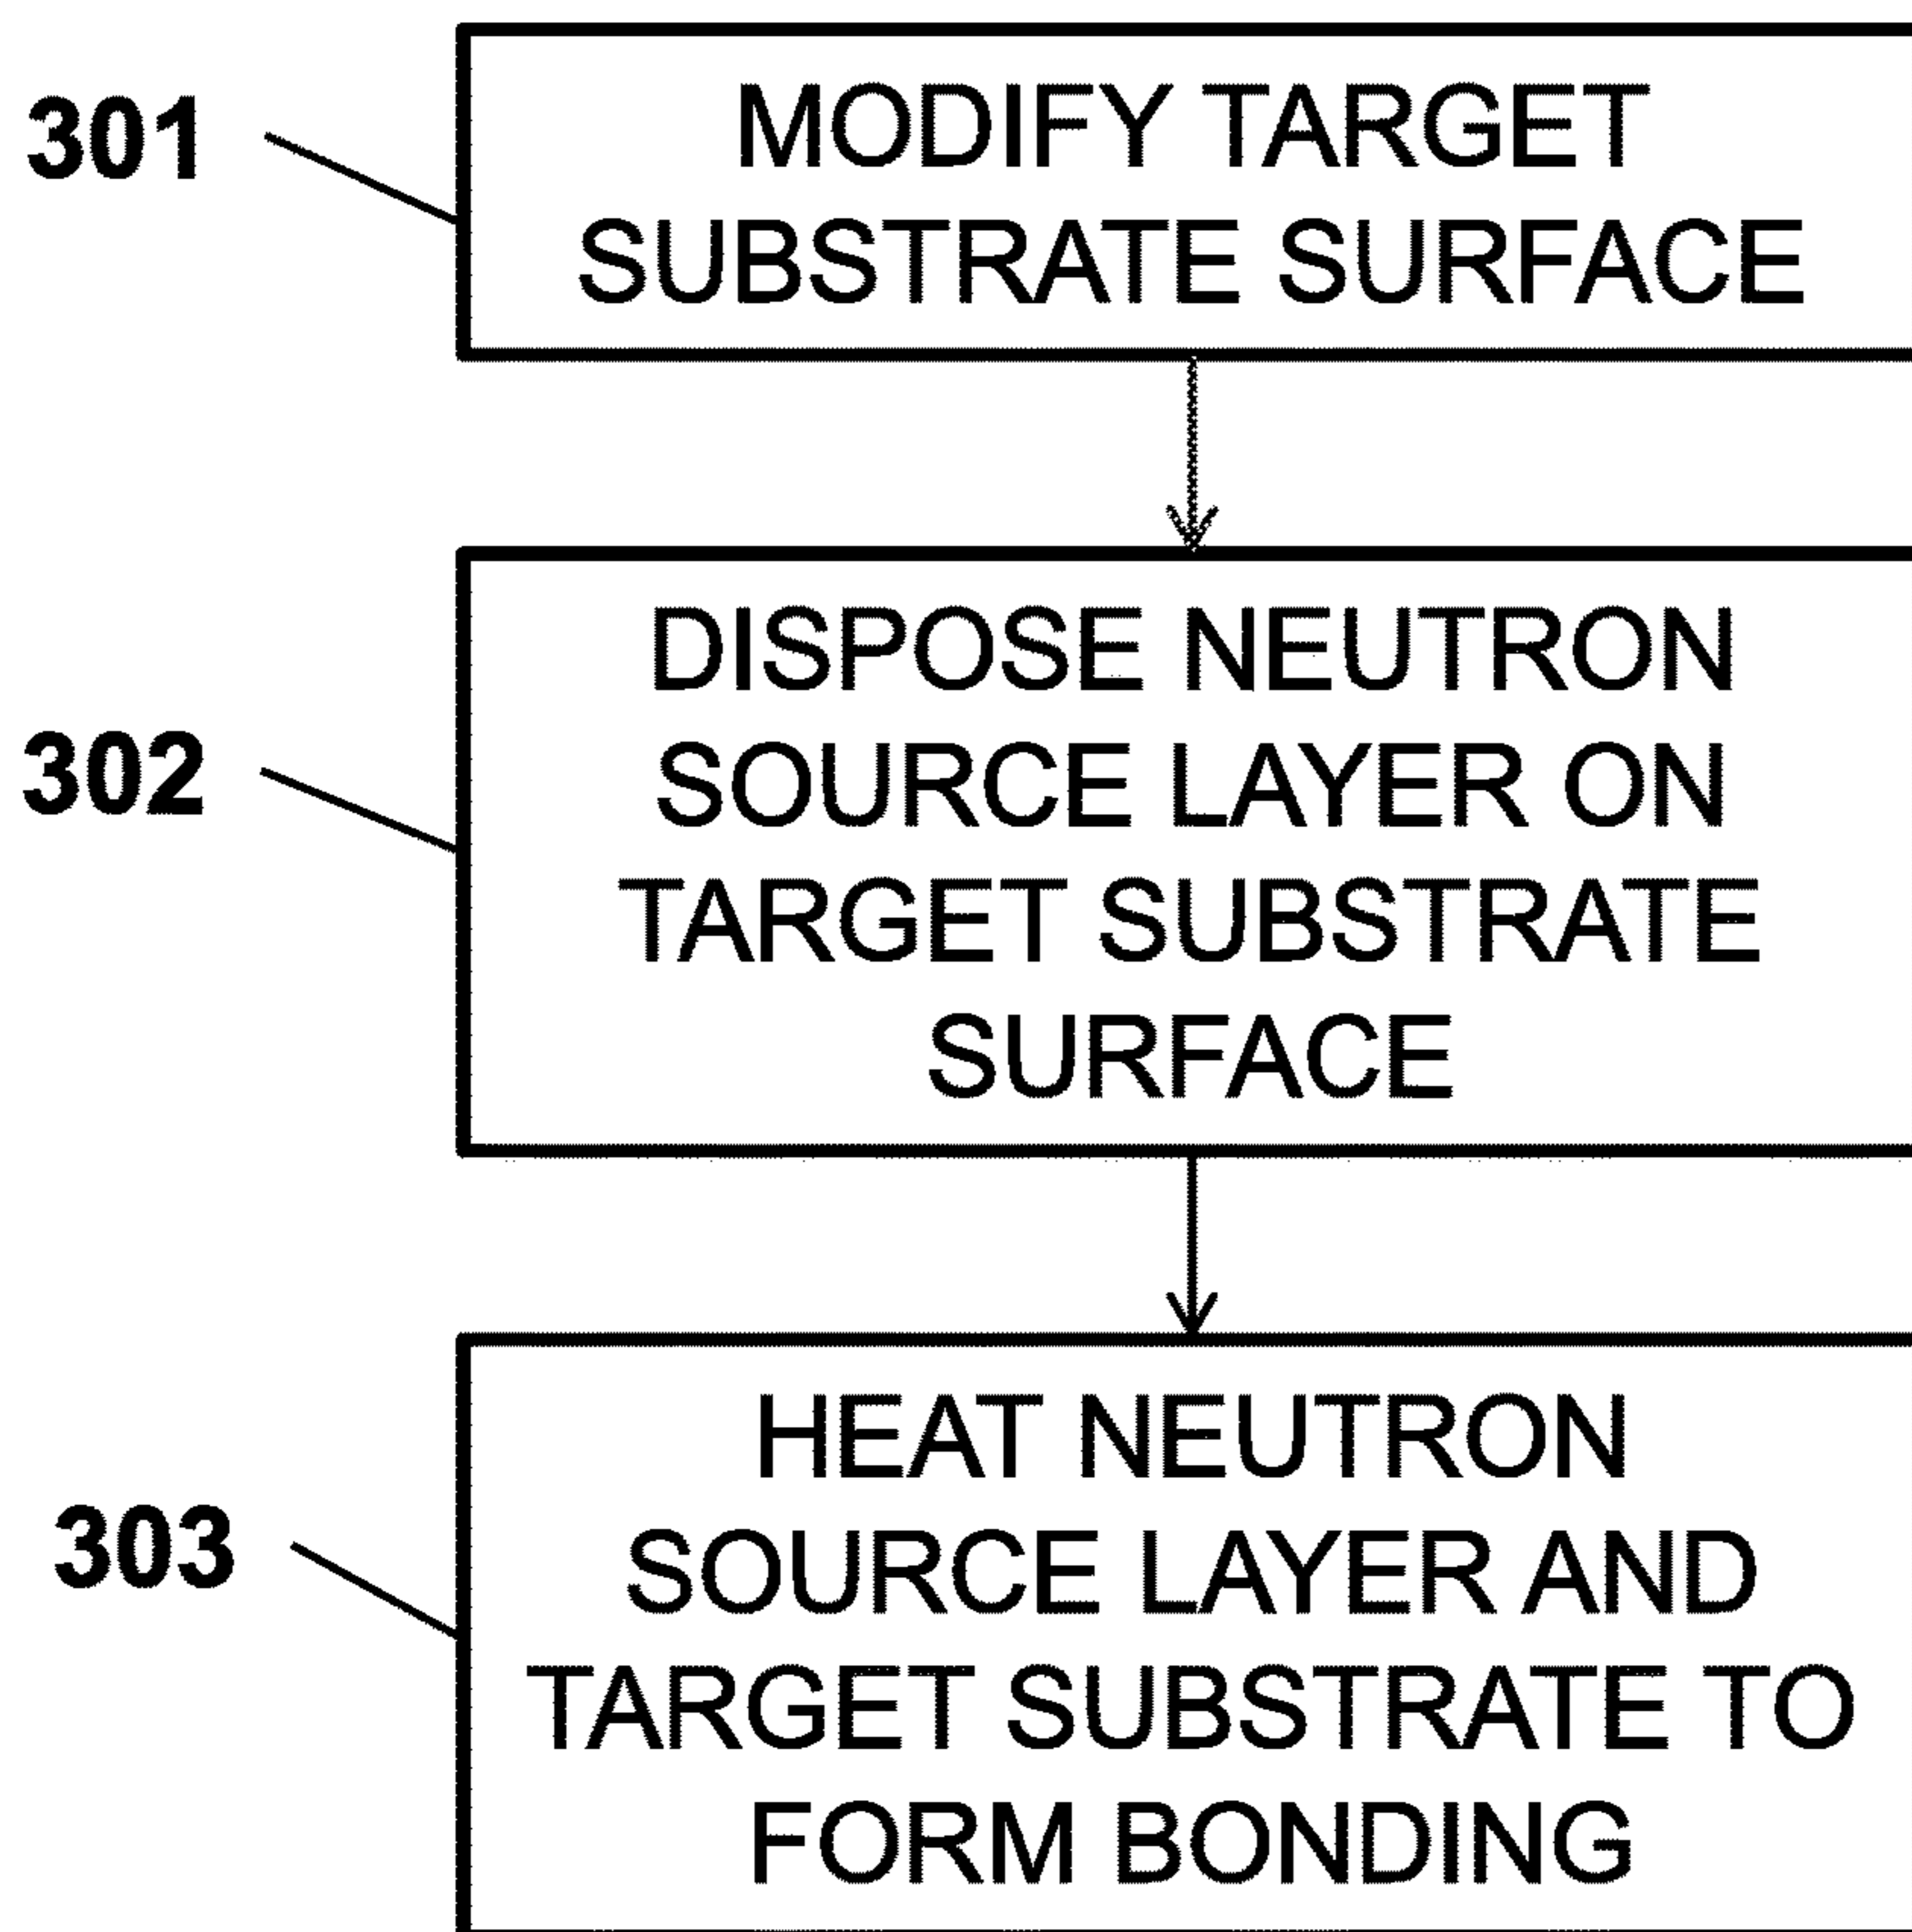 301
MODIFY TARGET
SUBSTRATE SURFACE
302
DISPOSE NEUTRON
SOURCE LAYER ON
TARGET SUBSTRATE
SURFACE
303
HEAT NEUTRON
SOURCE LAYER AND
TARGET SUBSTRATE TO
FORM BONDING